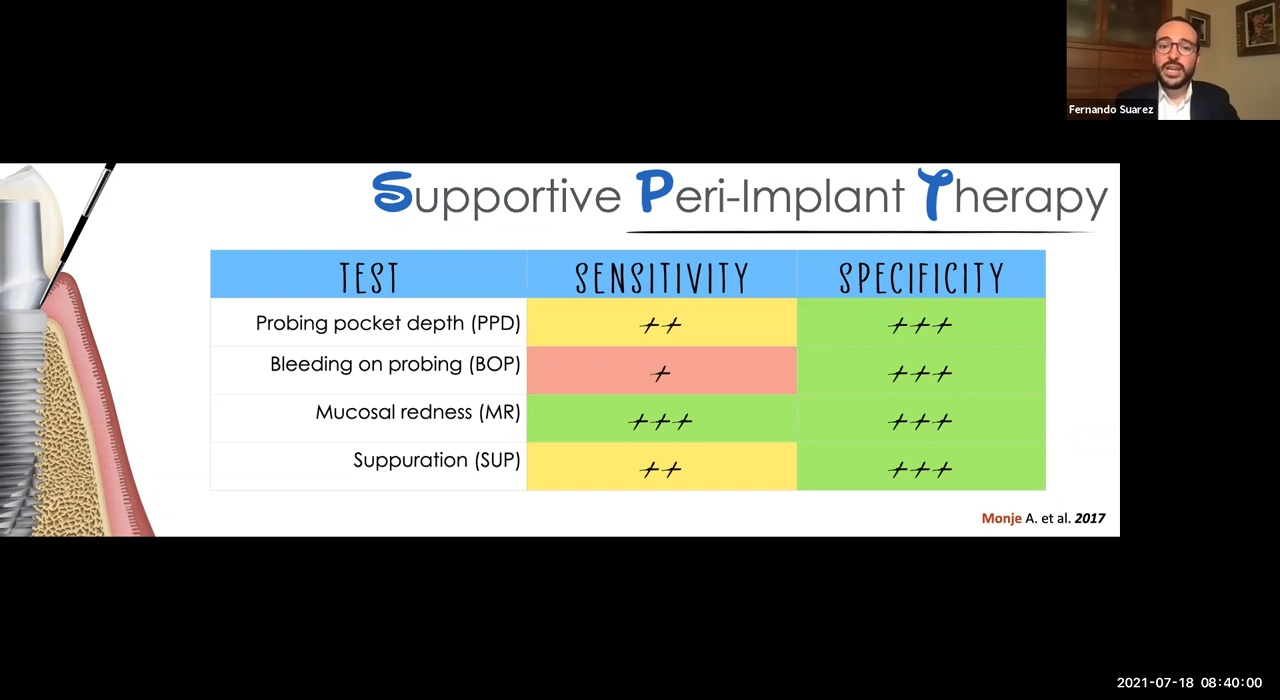 Fernando Suarez
Supportive Peri-Implant Therapy
TEST SENSITIVITY SPECIFICITY
Probing pocket depth (PPD) ++ +++
Bleeding on probing (BOP) + +++
Mucosal redness (MR) +++ +++
Suppuration (SUP) ++ +++
Monje A. et al. 2017
2021-07-18 08:40:00